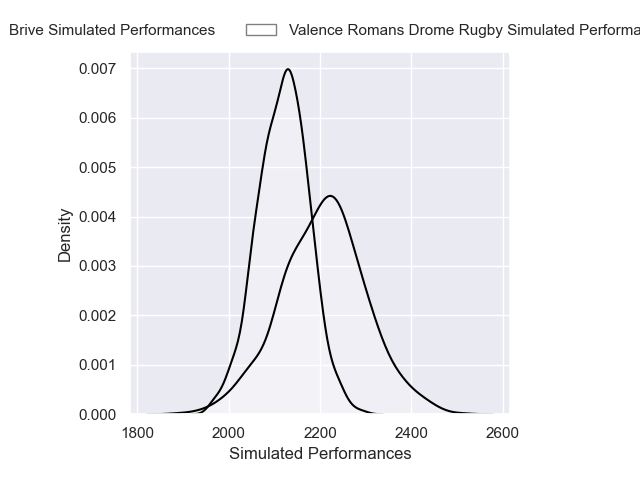 Brive Simulated Performances
Valence Romans Drome Rugby Simulated Performa
0.007
0.006
0.005
0.004
0.003
0.002
0.001
0.000
Density
1800 2000 2200 2400 2600
Simulated Performances